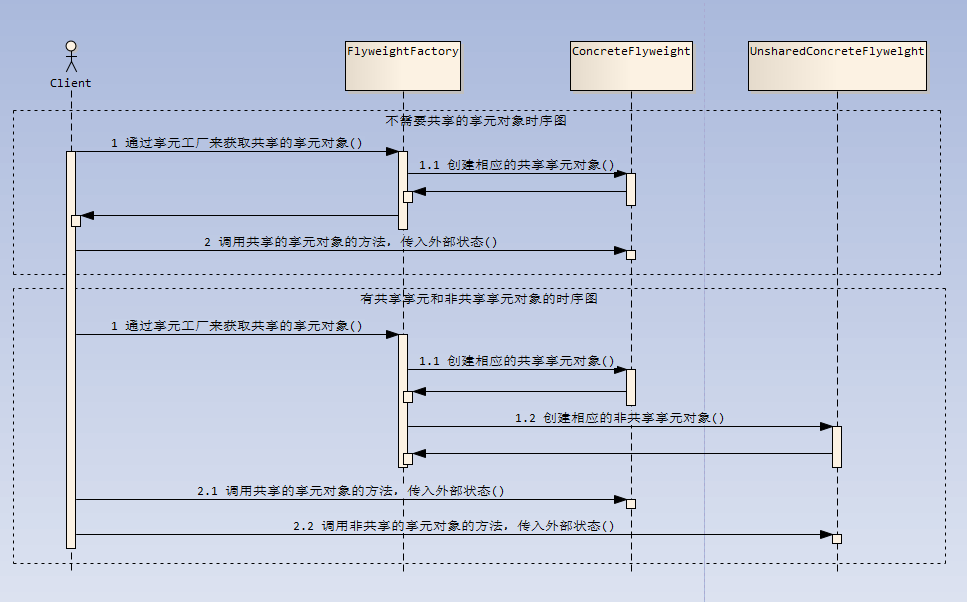 Client
FlyweightFactory
ConcreteFlyweight
UnsharedConcreteFlywelght
不需要共享的享元对象时序图
1 通过享元工厂来获取共享的享元对象()
1.1 创建相应的共享享元对象()
2 调用共享的享元对象的方法，传入外部状态()
有共享享元和非共享享元对象的时序图
1 通过享元工厂来获取共享的享元对象()
1.1 创建相应的共享享元对象()
1.2 创建相应的非共享享元对象()
2.1 调用共享的享元对象的方法，传入外部状态()
2.2 调用非共享的享元对象的方法，传入外部状态()